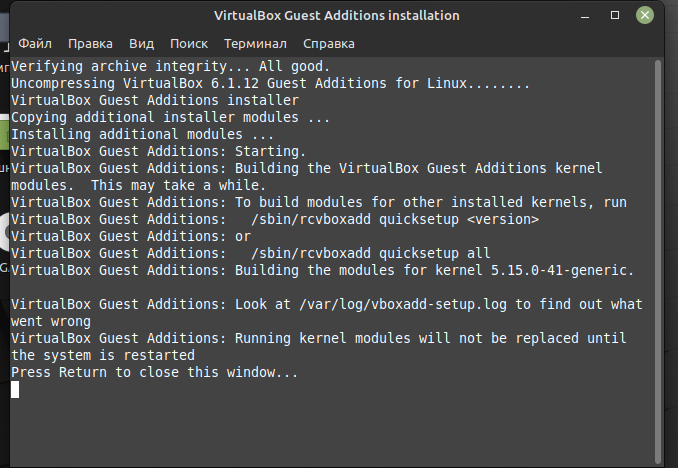 VirtualBox Guest Additions installation
Файл Правка Вид Поиск Терминал Справка
Verifying archive integrity... All good.
Uncompressing VirtualBox 6.1.12 Guest Additions for Linux........
VirtualBox Guest Additions installer
Copying additional installer modules ...
Installing additional modules ...
VirtualBox Guest Additions: Starting.
VirtualBox Guest Additions: Building the VirtualBox Guest Additions kernel
modules.  This may take a while.
VirtualBox Guest Additions: To build modules for other installed kernels, run
VirtualBox Guest Additions:   /sbin/rcvboxadd quicksetup <version>
VirtualBox Guest Additions: or
VirtualBox Guest Additions:   /sbin/rcvboxadd quicksetup all
VirtualBox Guest Additions: Building the modules for kernel 5.15.0-41-generic.
VirtualBox Guest Additions: Look at /var/log/vboxadd-setup.log to find out what
went wrong
VirtualBox Guest Additions: Running kernel modules will not be replaced until
the system is restarted
Press Return to close this window...